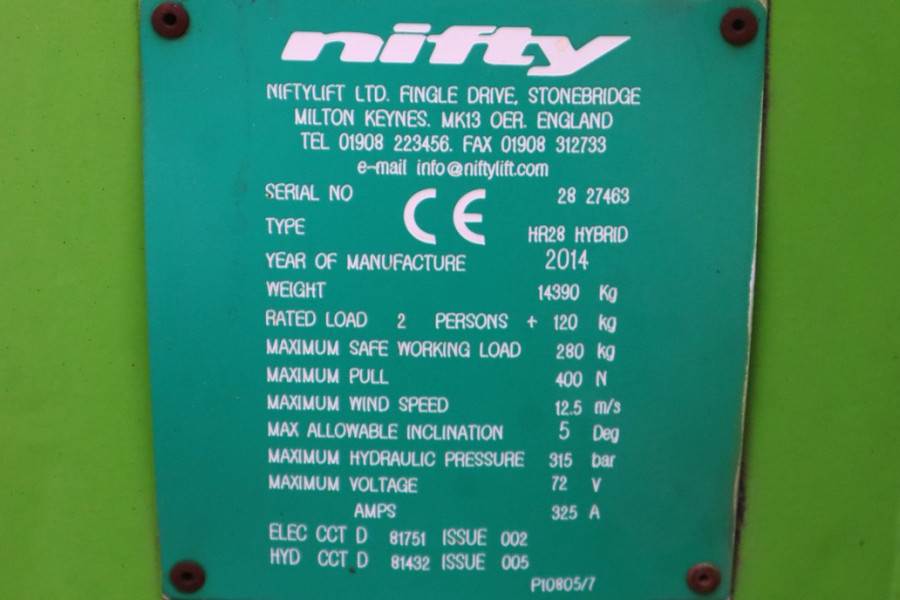 nifty
NIFTYLIFT LTD. FINGLE DRIVE, STONEBRIDGE
MILTON KEYNES. MK13 OER. ENGLAND
TEL 01908 223456. FAX 01908 312733
e-mail info@niftylift.com
SERIAL NO 28 27463
CE
TYPE HR28 HYBRID
YEAR OF MANUFACTURE 2014
WEIGHT 14390 Kg
RATED LOAD 2 PERSONS + 120 kg
MAXIMUM SAFE WORKING LOAD 280 kg
MAXIMUM PULL 400 N
MAXIMUM WIND SPEED 12.5 m/s
MAX ALLOWABLE INCLINATION 5 Deg
MAXIMUM HYDRAULIC PRESSURE 315 bar
MAXIMUM VOLTAGE 72 V
AMPS 325 A
ELEC CCT D 81751 ISSUE 002
HYD CCT D 81432 ISSUE 005
P10805/7